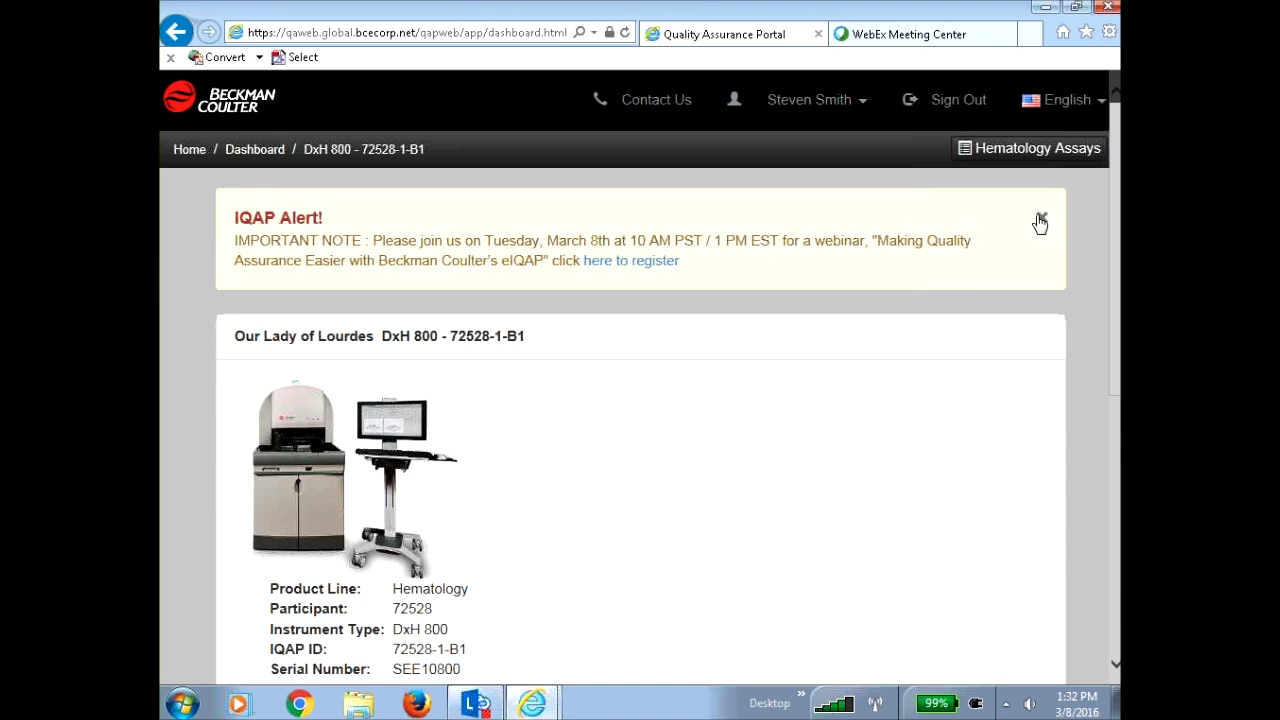 https://qaweb.global.bcecorp.net/qapweb/app/dashboard.html
Quality Assurance Portal
WebEx Meeting Center
Convert
Select
BECKMAN
COULTER
Contact Us
Steven Smith
Sign Out
English
Home / Dashboard / DxH 800 - 72528-1-B1
Hematology Assays
IQAP Alert!
IMPORTANT NOTE : Please join us on Tuesday, March 8th at 10 AM PST / 1 PM EST for a webinar, "Making Quality
Assurance Easier with Beckman Coulter's eIQAP" click here to register
Our Lady of Lourdes DxH 800 - 72528-1-B1
Product Line: Hematology
Participant: 72528
Instrument Type: DxH 800
IQAP ID: 72528-1-B1
Serial Number: SEE10800
Desktop
99%
1:32 PM
3/8/2016